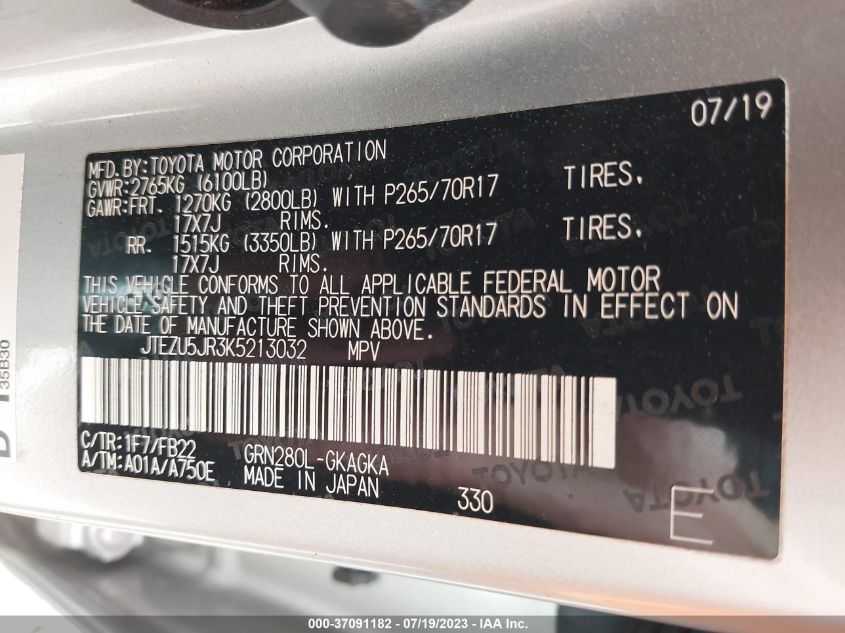 07/19
MFD. BY:TOYOTA MOTOR CORPORATION
GVWR:2765KG (6100LB)
GAWR:FRT. 1270KG (2800LB) WITH P265/70R17 TIRES.
17X7J RIMS.
RR. 1515KG (3350LB) WITH P265/70R17 TIRES.
17X7J RIMS.
THIS VEHICLE CONFORMS TO ALL APPLICABLE FEDERAL MOTOR
VEHICLE SAFETY AND THEFT PREVENTION STANDARDS IN EFFECT ON
THE DATE OF MANUFACTURE SHOWN ABOVE.
JTEZU5JR3K5213032 MPV
C/TR:1F7/FB22 GRN280L-GKAGKA
A/TM:A01A/A750E MADE IN JAPAN
330
E
35B30
TOYOTA
000-37091182 - 07/19/2023 - IAA Inc.